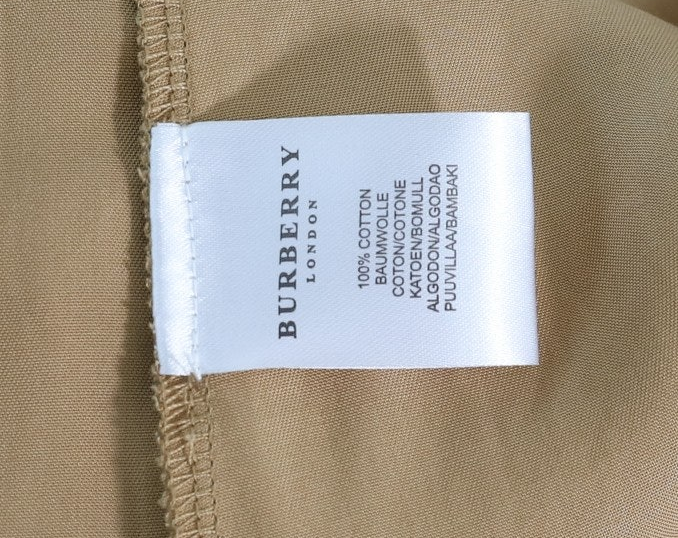 BURBERRY
LONDON
100% COTTON
BAUMWOLLE
COTON/COTONE
KATOEN/BOMULL
ALGODON/ALGODAO
PUUVILLAA/BAMBAKI